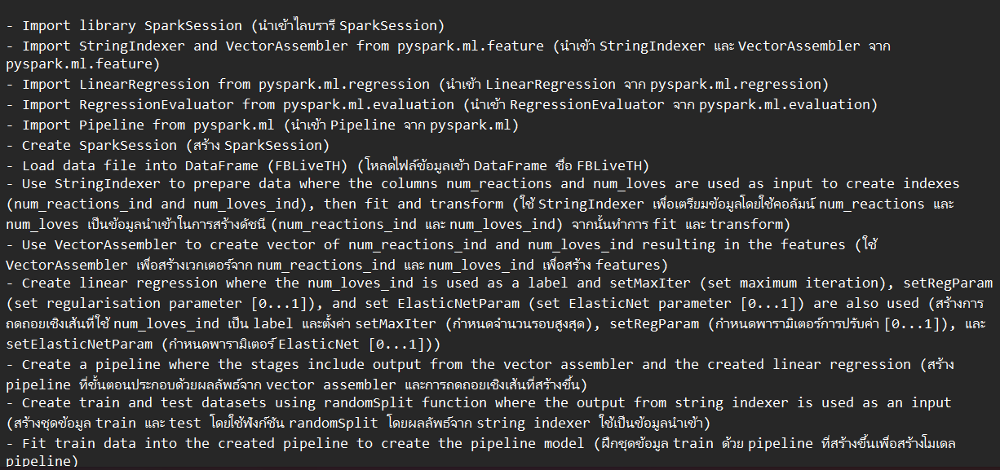 - Import library SparkSession (นำเข้าไลบรารี SparkSession)
- Import StringIndexer and VectorAssembler from pyspark.ml.feature (นำเข้า StringIndexer และ VectorAssembler จาก
pyspark.ml.feature)
- Import LinearRegression from pyspark.ml.regression (นำเข้า LinearRegression จาก pyspark.ml.regression)
- Import RegressionEvaluator from pyspark.ml.evaluation (นำเข้า RegressionEvaluator จาก pyspark.ml.evaluation)
- Import Pipeline from pyspark.ml (นำเข้า Pipeline จาก pyspark.ml)
- Create SparkSession (สร้าง SparkSession)
- Load data file into DataFrame (FBLiveTH) (โหลดไฟล์ข้อมูลเข้า DataFrame ชื่อ FBLiveTH)
- Use StringIndexer to prepare data where the columns num_reactions and num_loves are used as input to create indexes
(num_reactions_ind and num_loves_ind), then fit and transform (ใช้ StringIndexer เพื่อเตรียมข้อมูลโดยใช้คอลัมน์ num_reactions และ
num_loves เป็นข้อมูลนำเข้าในการสร้างดัชนี (num_reactions_ind และ num_loves_ind) จากนั้นทำการ fit และ transform)
- Use VectorAssembler to create vector of num_reactions_ind and num_loves_ind resulting in the features (ใช้
VectorAssembler เพื่อสร้างเวกเตอร์จาก num_reactions_ind และ num_loves_ind เพื่อสร้าง features)
- Create linear regression where the num_loves_ind is used as a label and setMaxIter (set maximum iteration), setRegParam
(set regularisation parameter [0...1]), and set ElasticNetParam (set ElasticNet parameter [0...1]) are also used (สร้างการ
ถดถอยเชิงเส้นที่ใช้ num_loves_ind เป็น label และตั้งค่า setMaxIter (กำหนดจำนวนรอบสูงสุด), setRegParam (กำหนดพารามิเตอร์การปรับค่า [0...1]), และ
setElasticNetParam (กำหนดพารามิเตอร์ ElasticNet [0...1]))
- Create a pipeline where the stages include output from the vector assembler and the created linear regression (สร้าง
pipeline ที่ขั้นตอนประกอบด้วยผลลัพธ์จาก vector assembler และการถดถอยเชิงเส้นที่สร้างขึ้น)
- Create train and test datasets using randomSplit function where the output from string indexer is used as an input
(สร้างชุดข้อมูล train และ test โดยใช้ฟังก์ชัน randomSplit โดยผลลัพธ์จาก string indexer ใช้เป็นข้อมูลนำเข้า)
- Fit train data into the created pipeline to create the pipeline model (ฝึกชุดข้อมูล train ด้วย pipeline ที่สร้างขึ้นเพื่อสร้างโมเดล
pipeline)